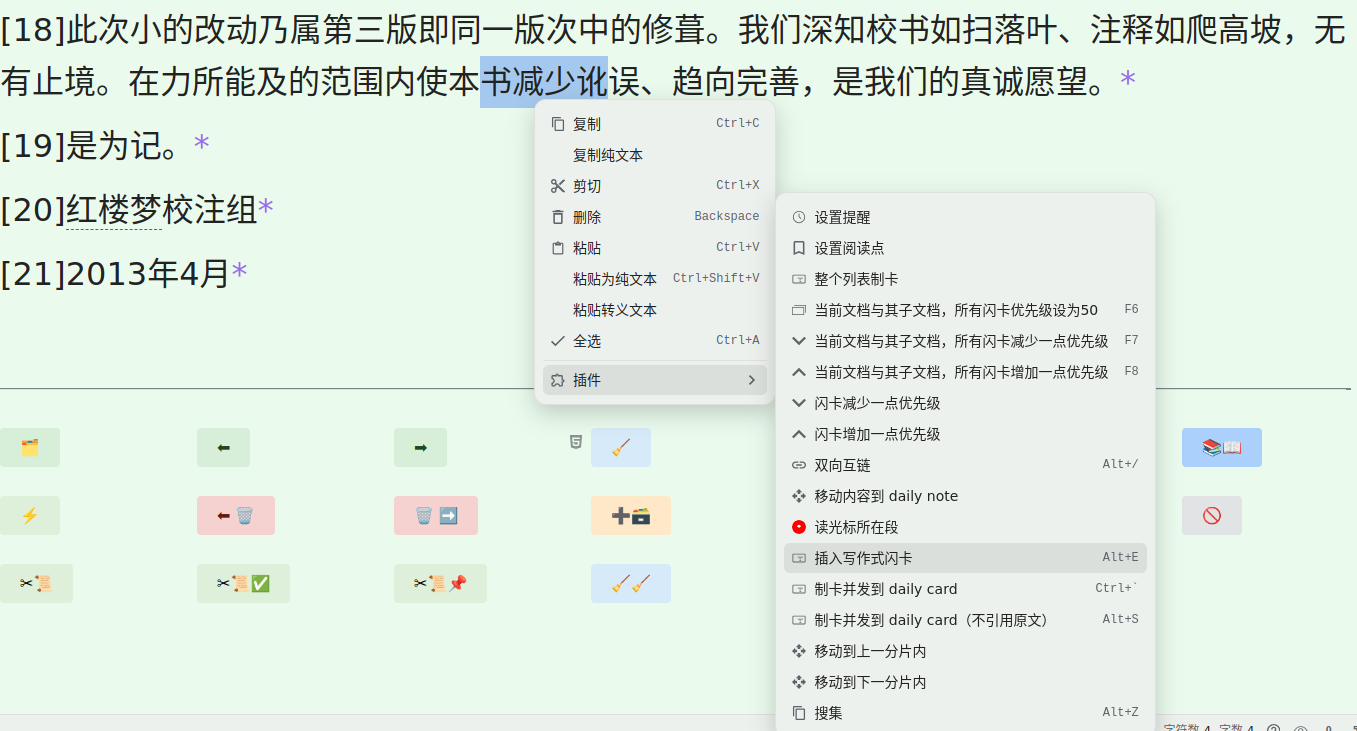 [18]此次小的改动乃属第三版即同一版次中的修葺。我们深知校书如扫落叶、注释如爬高坡，无
有止境。在力所能及的范围内使本书减少讹误、趋向完善，是我们的真诚愿望。*
[19]是为记。*
[20]红楼梦校注组*
[21]2013年4月*
复制 Ctrl+C
复制纯文本
剪切 Ctrl+X
删除 Backspace
粘贴 Ctrl+V
粘贴为纯文本 Ctrl+Shift+V
粘贴转义文本
全选 Ctrl+A
插件
设置提醒
设置阅读点
整个列表制卡
当前文档与其子文档，所有闪卡优先级设为50 F6
当前文档与其子文档，所有闪卡减少一点优先级 F7
当前文档与其子文档，所有闪卡增加一点优先级 F8
闪卡减少一点优先级
闪卡增加一点优先级
双向互链 Alt+/
移动内容到 daily note
读光标所在段
插入写作式闪卡 Alt+E
制卡并发到 daily card Ctrl+`
制卡并发到 daily card（不引用原文） Alt+S
移动到上一分片内
移动到下一分片内
搜集 Alt+Z
字符数 4 字数 4